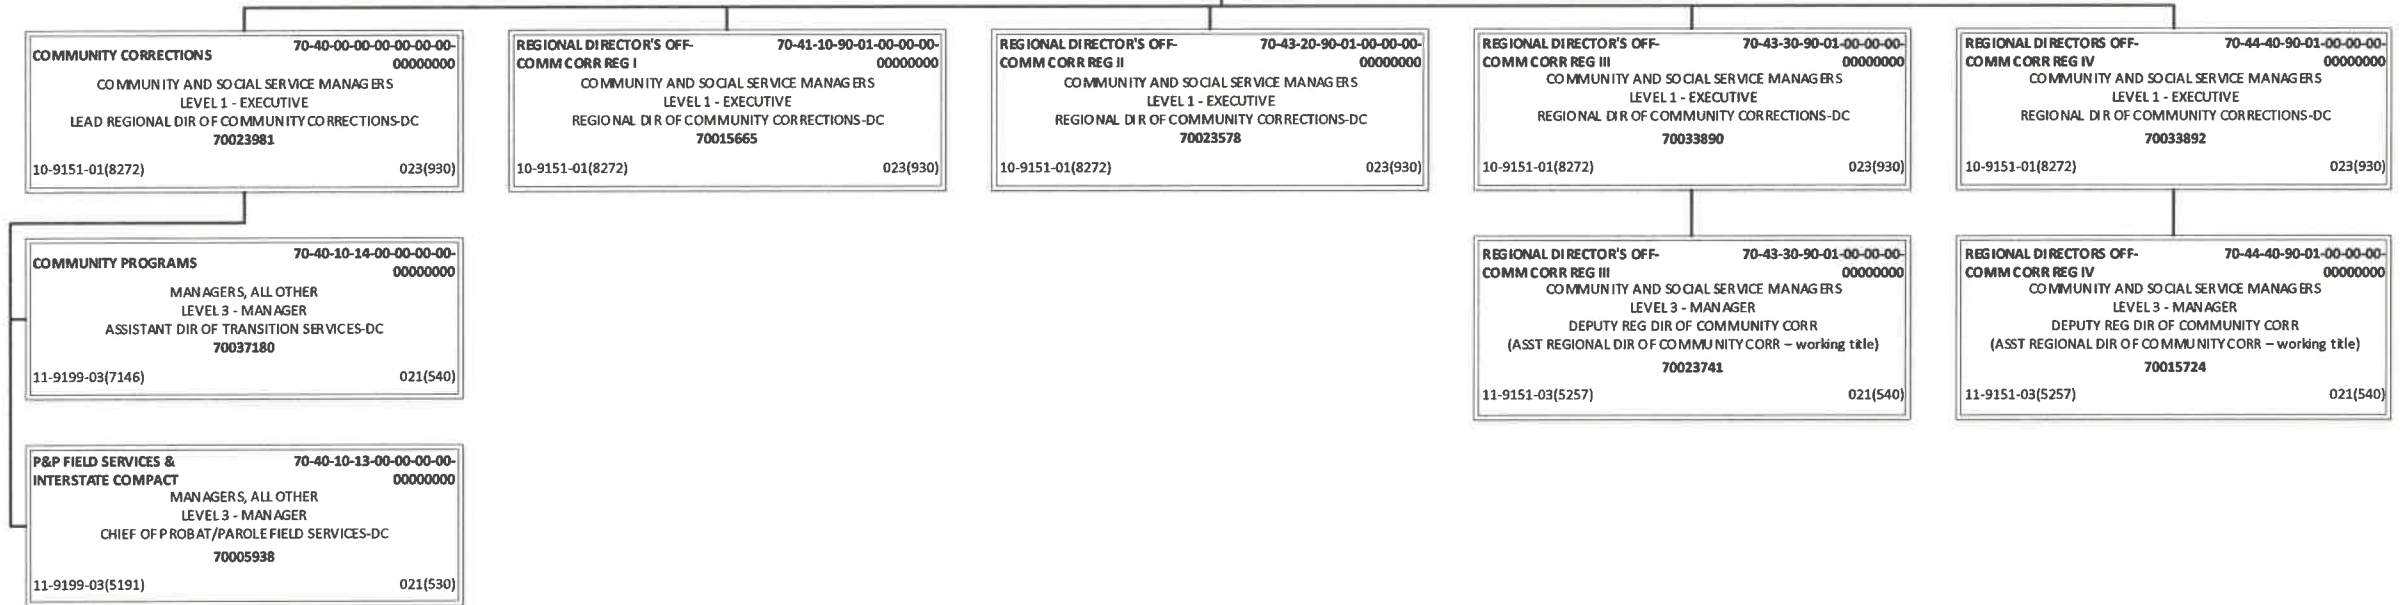 COMMUNITY CORRECTIONS 70-40-00-00-00-00-00-00-
00000000
COMMUNITY AND SOCIAL SERVICE MANAGERS
LEVEL 1 - EXECUTIVE
LEAD REGIONAL DIR OF COMMUNITY CORRECTIONS-DC
70023981
10-9151-01(8272) 023(930)
REGIONAL DIRECTOR'S OFF- 70-41-10-90-01-00-00-00-
COMM CORR REG I 00000000
COMMUNITY AND SOCIAL SERVICE MANAGERS
LEVEL 1 - EXECUTIVE
REGIONAL DIR OF COMMUNITY CORRECTIONS-DC
70015665
10-9151-01(8272) 023(930)
REGIONAL DIRECTOR'S OFF- 70-43-20-90-01-00-00-00-
COMM CORR REG II 00000000
COMMUNITY AND SOCIAL SERVICE MANAGERS
LEVEL 1 - EXECUTIVE
REGIONAL DIR OF COMMUNITY CORRECTIONS-DC
70023578
10-9151-01(8272) 023(930)
REGIONAL DIRECTOR'S OFF- 70-43-30-90-01-00-00-00-
COMM CORR REG III 00000000
COMMUNITY AND SOCIAL SERVICE MANAGERS
LEVEL 1 - EXECUTIVE
REGIONAL DIR OF COMMUNITY CORRECTIONS-DC
70033890
10-9151-01(8272) 023(930)
REGIONAL DIRECTORS OFF- 70-44-40-90-01-00-00-00-
COMM CORR REG IV 00000000
COMMUNITY AND SOCIAL SERVICE MANAGERS
LEVEL 1 - EXECUTIVE
REGIONAL DIR OF COMMUNITY CORRECTIONS-DC
70033892
10-9151-01(8272) 023(930)
COMMUNITY PROGRAMS 70-40-10-14-00-00-00-00-
00000000
MANAGERS, ALL OTHER
LEVEL 3 - MANAGER
ASSISTANT DIR OF TRANSITION SERVICES-DC
70037180
11-9199-03(7146) 021(540)
REGIONAL DIRECTOR'S OFF- 70-43-30-90-01-00-00-00-
COMM CORR REG III 00000000
COMMUNITY AND SOCIAL SERVICE MANAGERS
LEVEL 3 - MANAGER
DEPUTY REG DIR OF COMMUNITY CORR
(ASST REGIONAL DIR OF COMMUNITY CORR – working title)
70023741
11-9151-03(5257) 021(540)
REGIONAL DIRECTORS OFF- 70-44-40-90-01-00-00-00-
COMM CORR REG IV 00000000
COMMUNITY AND SOCIAL SERVICE MANAGERS
LEVEL 3 - MANAGER
DEPUTY REG DIR OF COMMUNITY CORR
(ASST REGIONAL DIR OF COMMUNITY CORR – working title)
70015724
11-9151-03(5257) 021(540)
P&P FIELD SERVICES & 70-40-10-13-00-00-00-00-
INTERSTATE COMPACT 00000000
MANAGERS, ALL OTHER
LEVEL 3 - MANAGER
CHIEF OF PROBAT/PAROLE FIELD SERVICES-DC
70005938
11-9199-03(5191) 021(530)